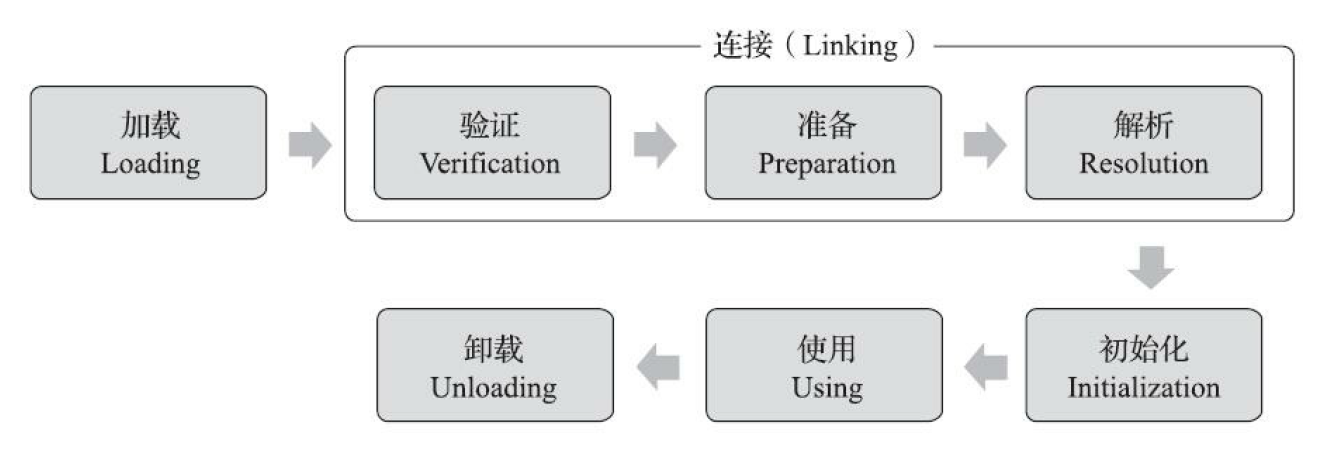 连接（Linking）
加载
Loading
验证
Verification
准备
Preparation
解析
Resolution
初始化
Initialization
使用
Using
卸载
Unloading